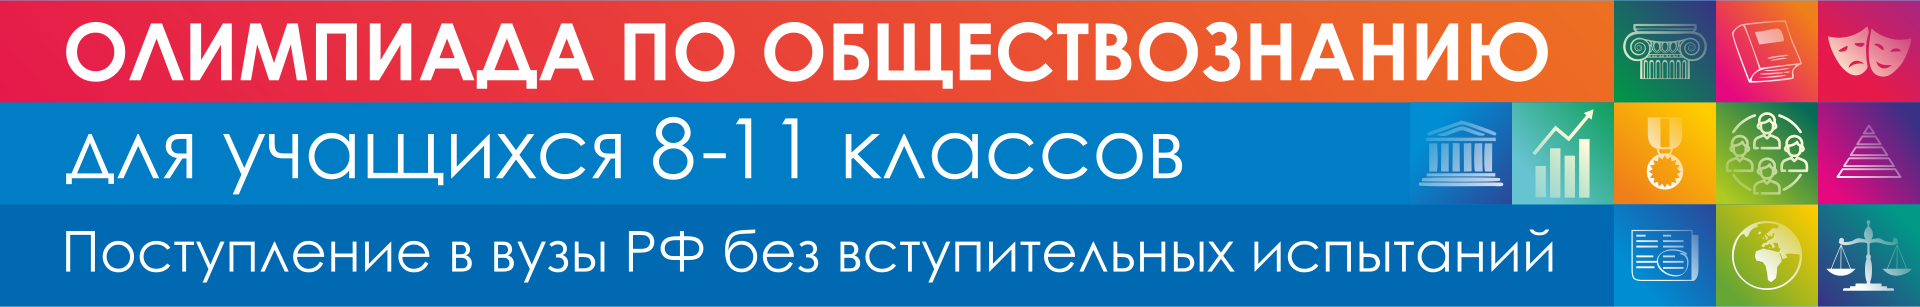 ОЛИМПИАДА ПО ОБЩЕСТВОЗНАНИЮ
для учащихся 8-11 классов
Поступление в вузы РФ без вступительных испытаний